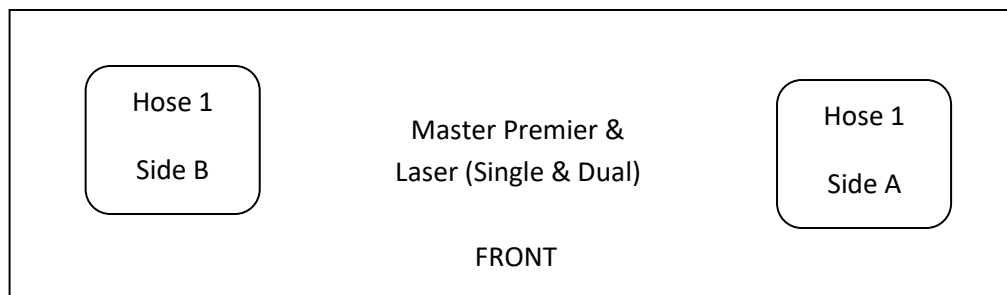 Hose 1
Side B
Master Premier &
Laser (Single & Dual)
Hose 1
Side A
FRONT